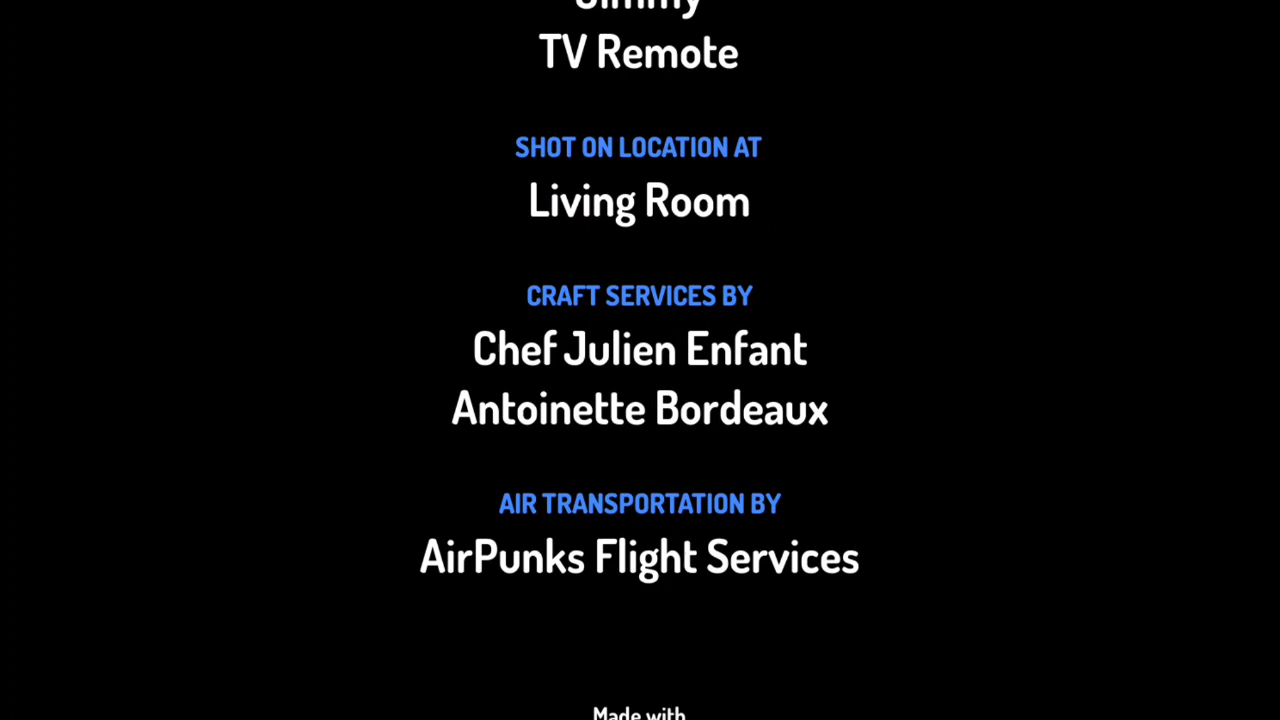 TV Remote
SHOT ON LOCATION AT
Living Room
CRAFT SERVICES BY
Chef Julien Enfant
Antoinette Bordeaux
AIR TRANSPORTATION BY
AirPunks Flight Services
Made with